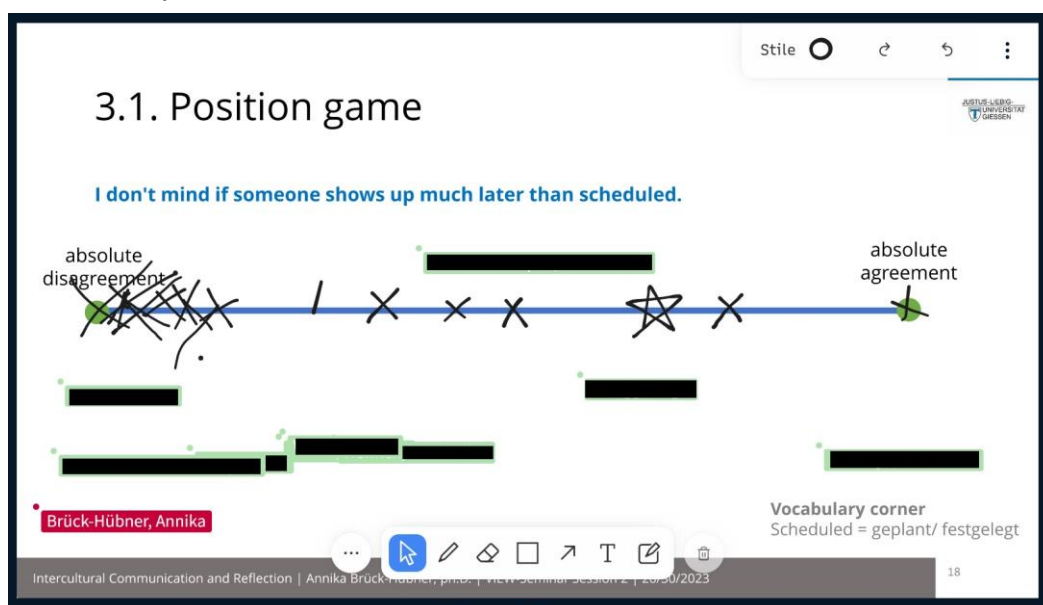 Stile
3.1. Position game
JUSTUS-LIEBIG-
UNIVERSITÄT
GIESSEN
I don't mind if someone shows up much later than scheduled.
absolute
disagreement
absolute
agreement
Brück-Hübner, Annika
Vocabulary corner
Scheduled = geplant/ festgelegt
T
Intercultural Communication and Reflection | Annika Brück-Hübner, ph.D. | VIEW-Seminar Session 2 | 26/30/2023
18